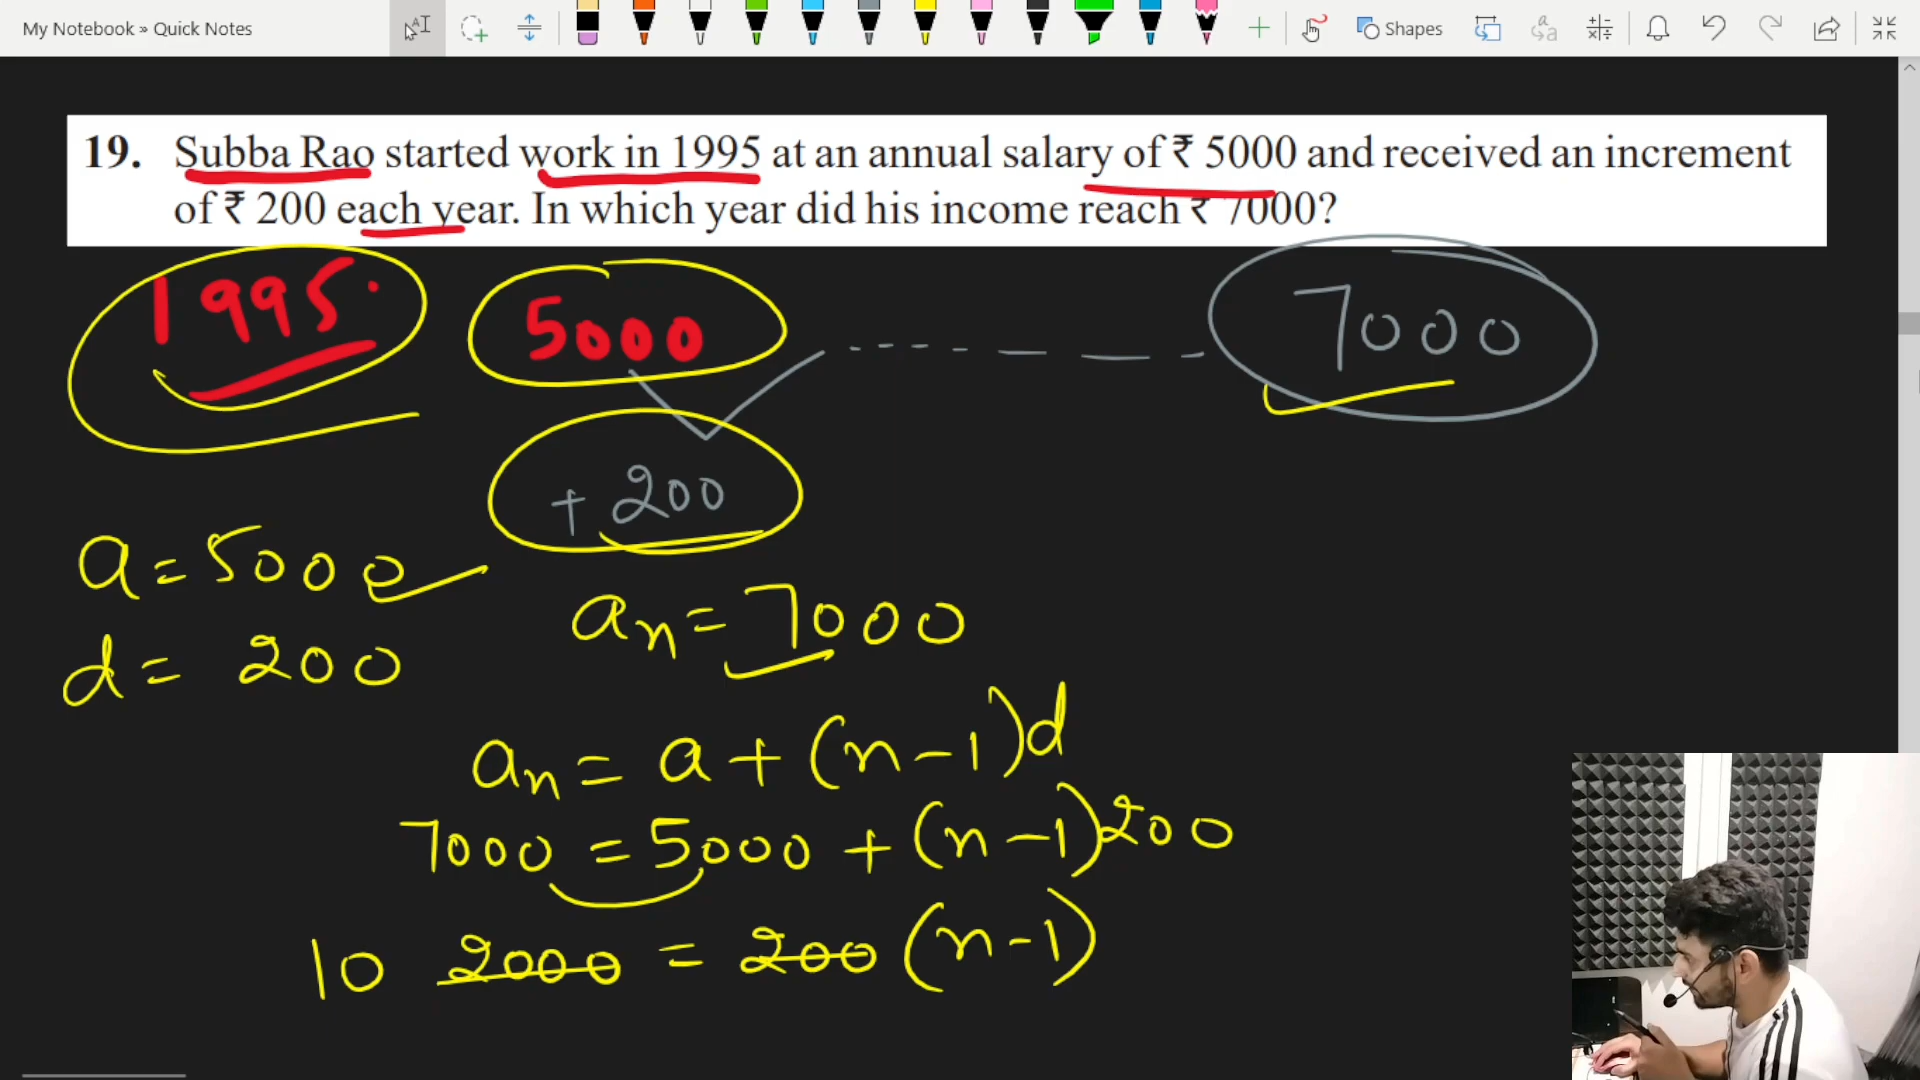 My Notebook » Quick Notes
Shapes
19. Subba Rao started work in 1995 at an annual salary of ₹ 5000 and received an increment
of ₹ 200 each year. In which year did his income reach ₹ 7000?
1995. 5000 ---- — — - 7000
+ 200
a = 5000
an = 7000
d = 200
an = a + (n-1)d
7000 = 5000 + (n-1)200
10 2000 = 200 (n-1)